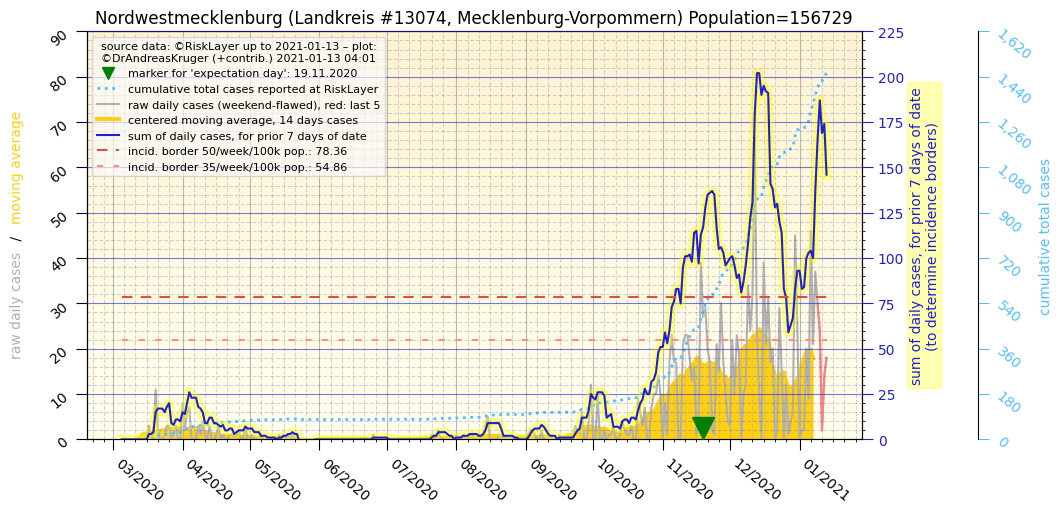 Nordwestmecklenburg (Landkreis #13074, Mecklenburg-Vorpommern) Population=156729
source data: ©RiskLayer up to 2021-01-13 – plot:
©DrAndreasKruger (+contrib.) 2021-01-13 04:01
marker for 'expectation day': 19.11.2020
cumulative total cases reported at RiskLayer
raw daily cases (weekend-flawed), red: last 5
centered moving average, 14 days cases
sum of daily cases, for prior 7 days of date
incid. border 50/week/100k pop.: 78.36
incid. border 35/week/100k pop.: 54.86
raw daily cases / moving average
90
80
70
60
50
40
30
20
10
0
03/2020
04/2020
05/2020
06/2020
07/2020
08/2020
09/2020
10/2020
11/2020
12/2020
01/2021
225
200
175
150
125
100
75
50
25
0
sum of daily cases, for prior 7 days of date
(to determine incidence borders)
1,620
1,440
1,260
1,080
900
720
540
360
180
0
cumulative total cases